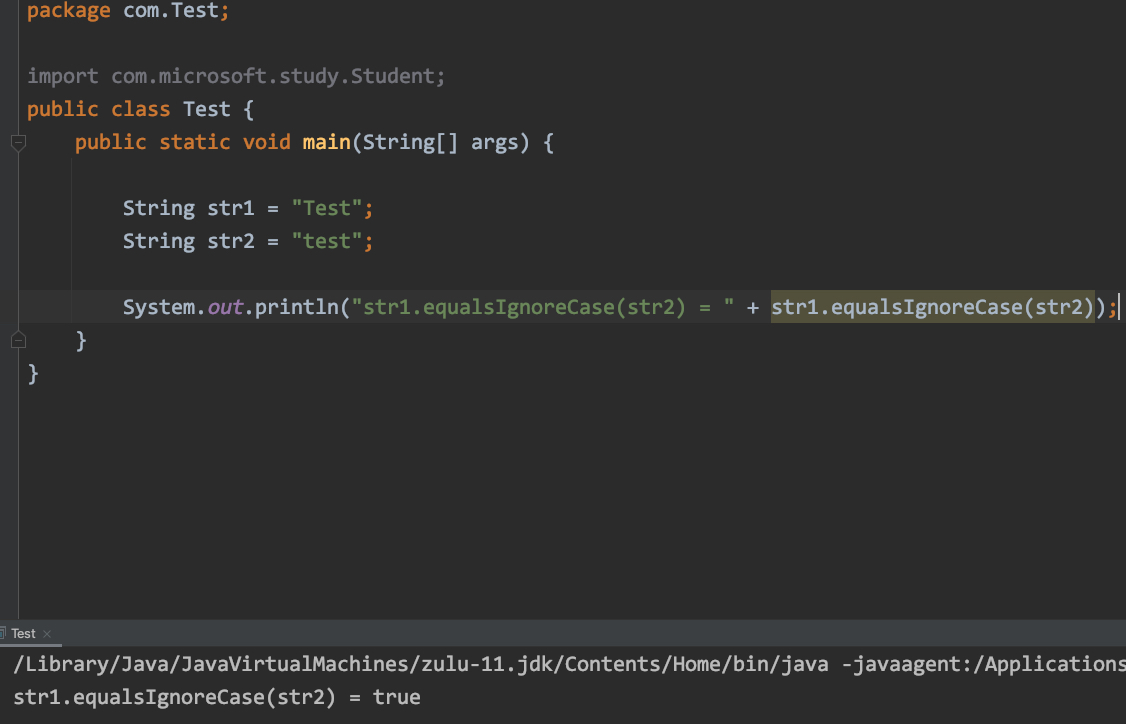 package com.Test;
import com.microsoft.study.Student;
public class Test {
public static void main(String[] args) {
String str1 = "Test";
String str2 = "test";
System.out.println("str1.equalsIgnoreCase(str2) = " + str1.equalsIgnoreCase(str2));
}
}
Test ×
/Library/Java/JavaVirtualMachines/zulu-11.jdk/Contents/Home/bin/java -javaagent:/Applications
str1.equalsIgnoreCase(str2) = true